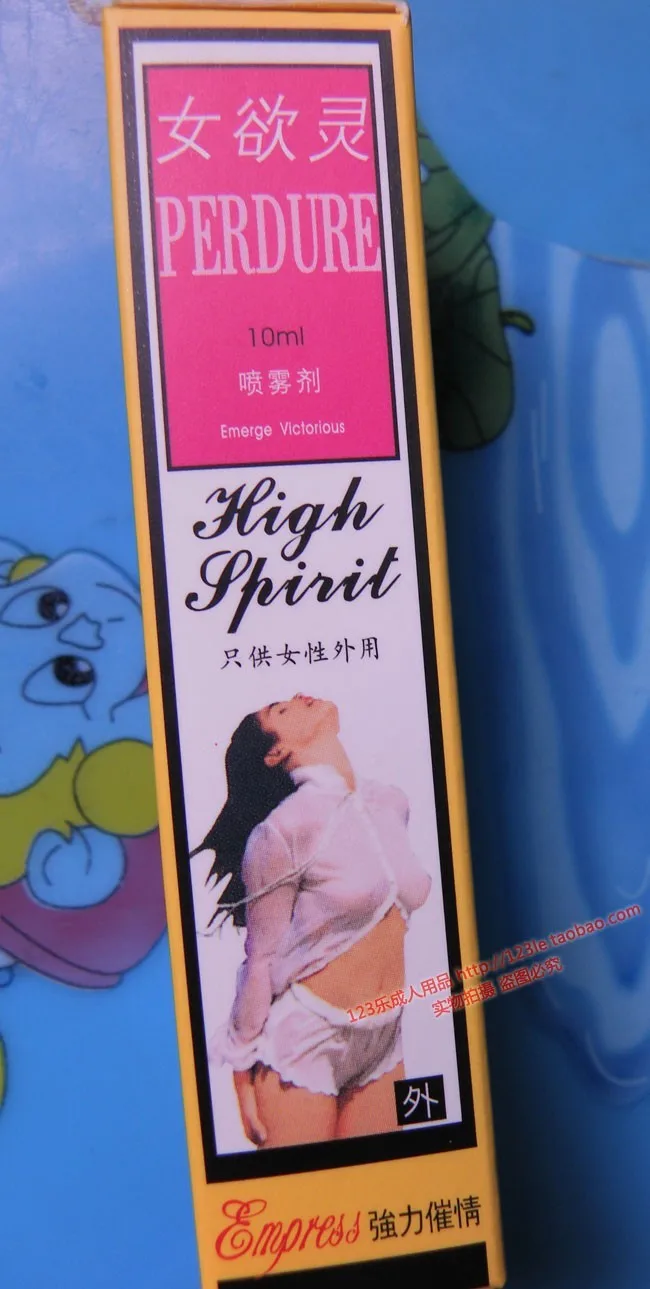 女欲灵
PERDURE
10ml
喷雾剂
Emerge Victorious
High
Spirit
只供女性外用
123乐成人用品 http://123le.taobao.com
实物拍摄 盗图必究
外
Empress 強力催情